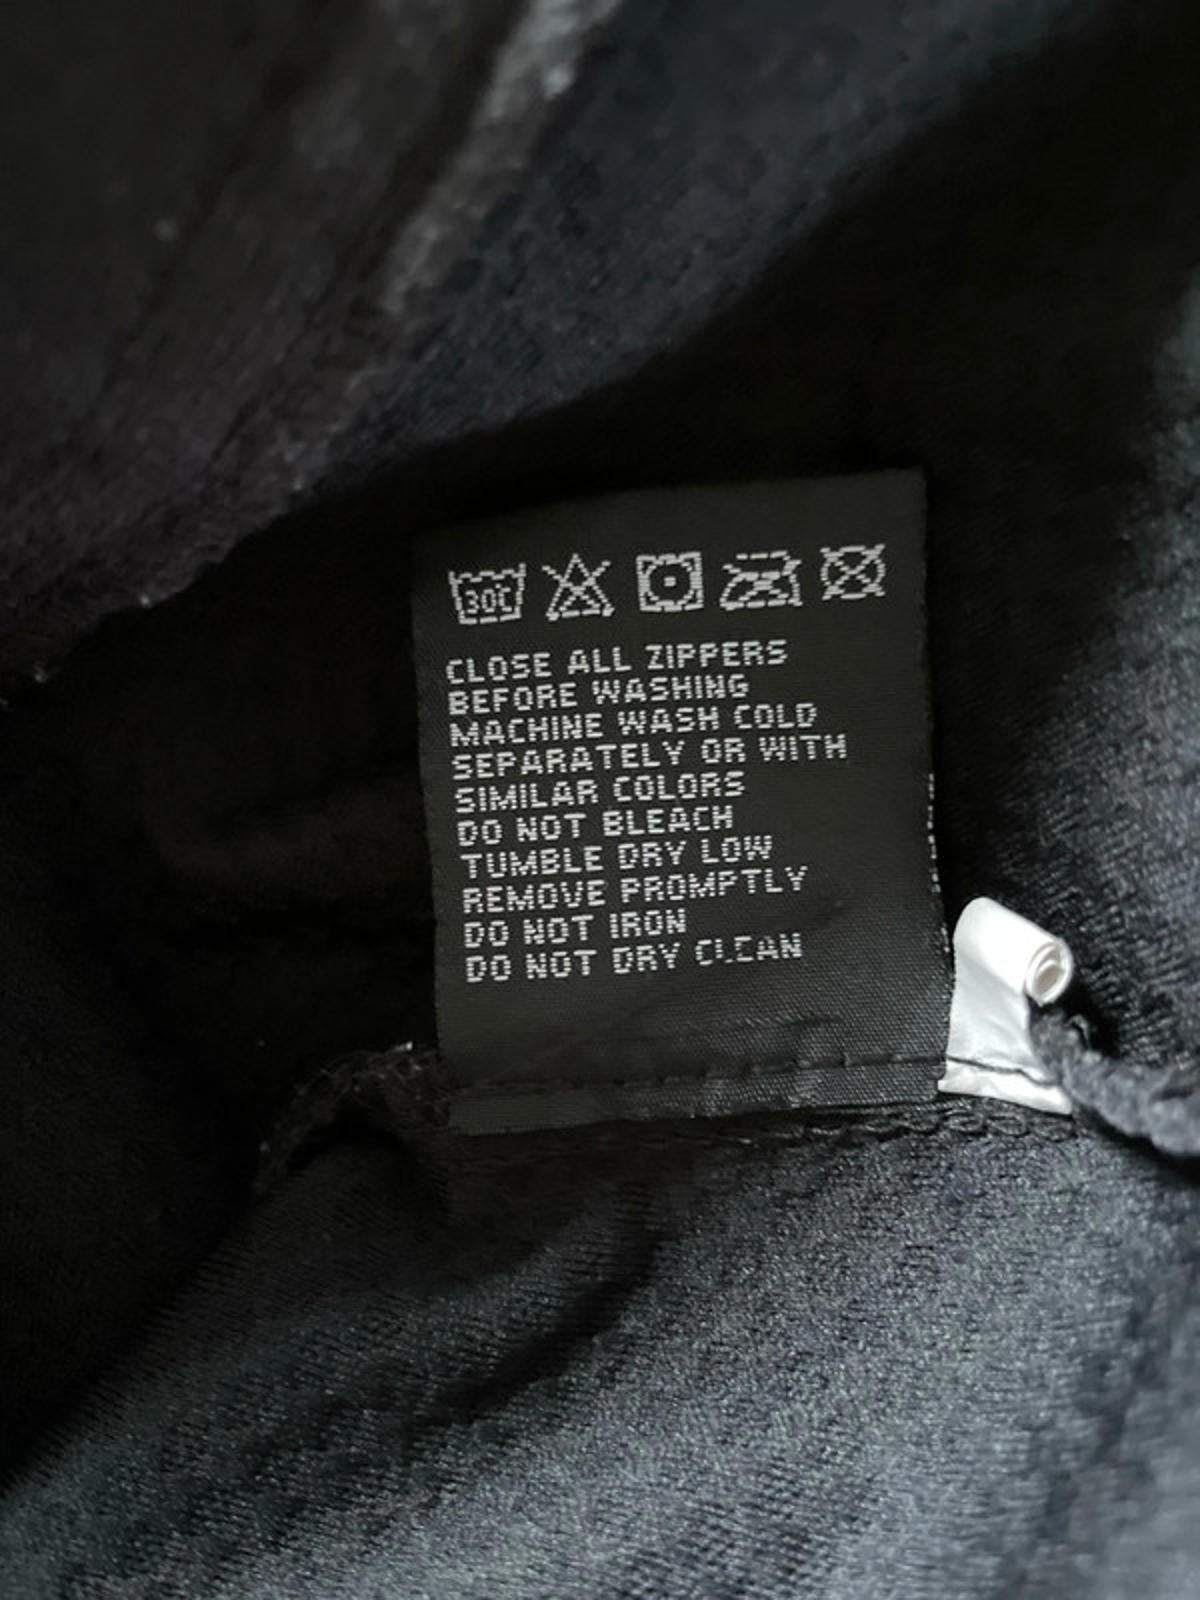 30C
CLOSE ALL ZIPPERS
BEFORE WASHING
MACHINE WASH COLD
SEPARATELY OR WITH
SIMILAR COLORS
DO NOT BLEACH
TUMBLE DRY LOW
REMOVE PROMPTLY
DO NOT IRON
DO NOT DRY CLEAN